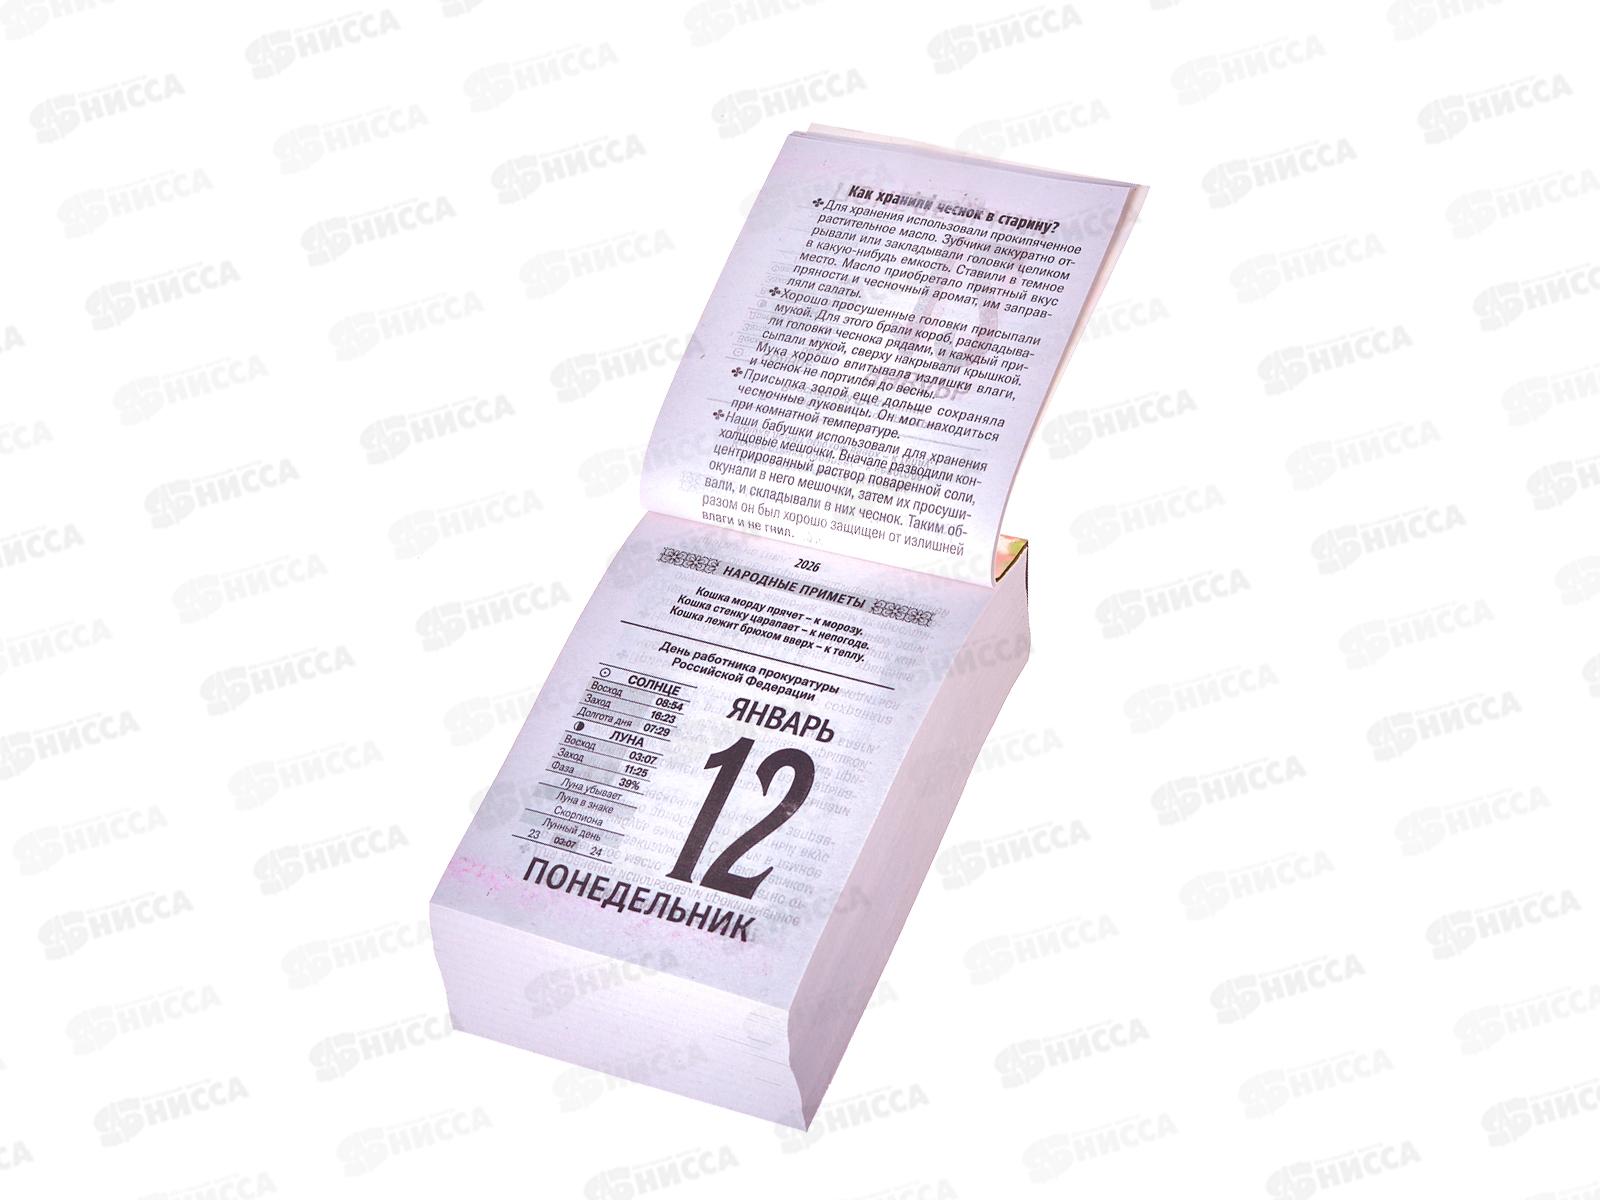 Как хранили чеснок в старину?
✤ Для хранения использовали прокипяченное
растительное масло. Зубчики аккуратно от-
рывали или закладывали головки целиком
в какую-нибудь емкость. Ставили в темное
место. Масло приобретало приятный вкус
пряности и чесночный аромат, им заправ-
ляли салаты.
✤ Хорошо просушенные головки присыпали
мукой. Для этого брали короб, раскладыва-
ли головки чеснока рядами, и каждый при-
сыпали мукой, сверху накрывали крышкой.
Мука хорошо впитывала излишки влаги,
и чеснок не портился до весны.
✤ Присыпка золой еще дольше сохраняла
чесночные луковицы. Он мог находиться
при комнатной температуре.
✤ Наши бабушки использовали для хранения
холщовые мешочки. Вначале разводили кон-
центрированный раствор поваренной соли,
окунали в него мешочки, затем их просуши-
вали, и складывали в них чеснок. Таким об-
разом он был хорошо защищен от излишней
влаги и не гнил.
2026
НАРОДНЫЕ ПРИМЕТЫ
Кошка морду прячет – к морозу.
Кошка стенку царапает – к непогоде.
Кошка лежит брюхом вверх – к теплу.
День работника прокуратуры
Российской Федерации
СОЛНЦЕ
Восход 08:54
Заход 16:23
Долгота дня 07:29
ЛУНА
Восход 03:07
Заход 11:25
Фаза 39%
Луна убывает
Луна в знаке
Скорпиона
Лунный день
23 03:07 24
ЯНВАРЬ
12
ПОНЕДЕЛЬНИК